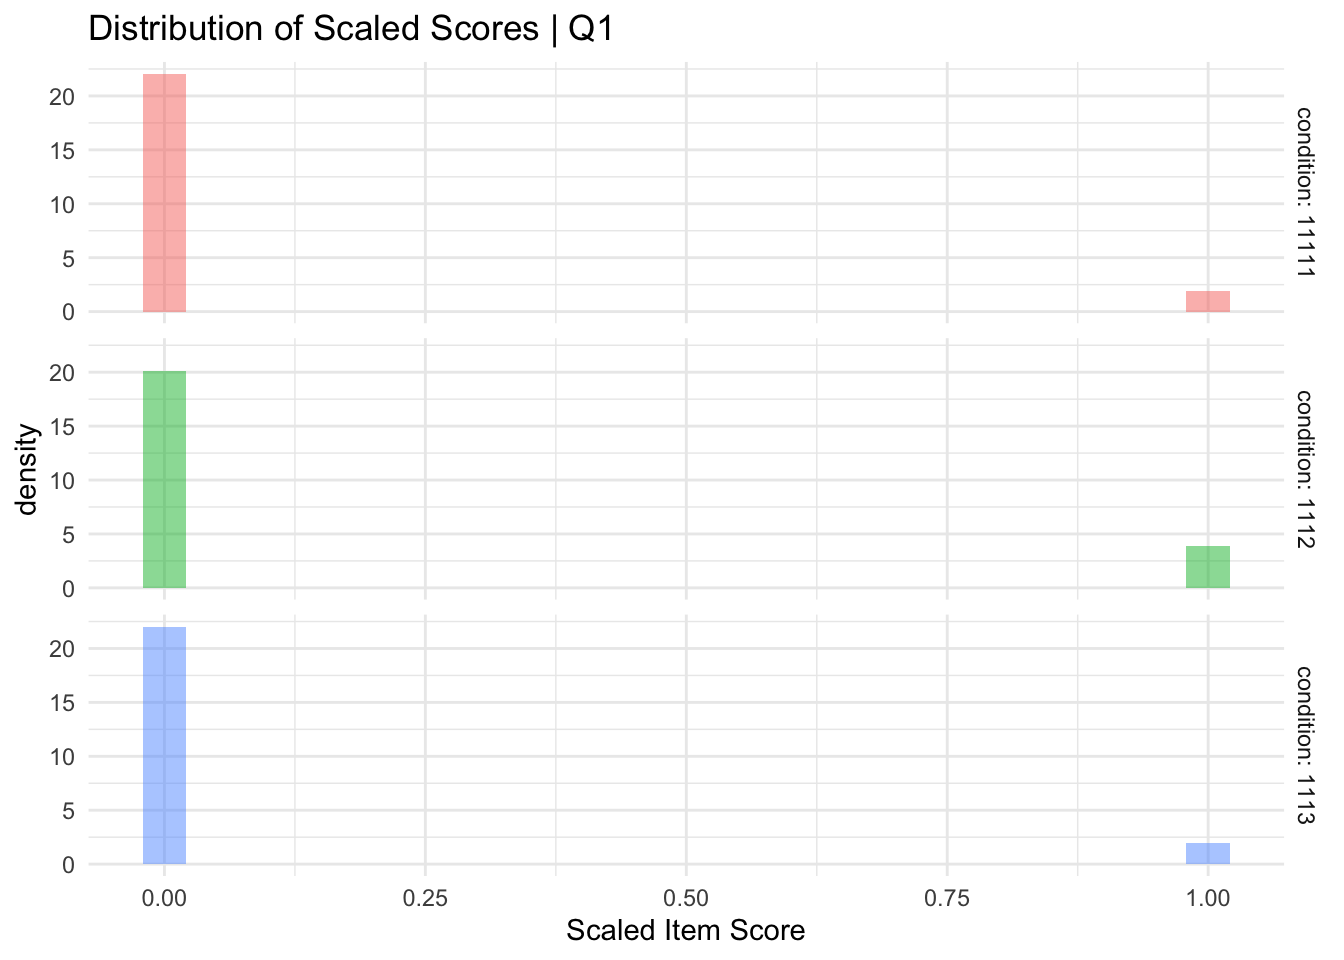 Distribution of Scaled Scores | Q1
20
15
10
5
0
condition: 11111
20
15
10
5
0
condition: 1112
20
15
10
5
0
condition: 1113
density
0.00 0.25 0.50 0.75 1.00
Scaled Item Score